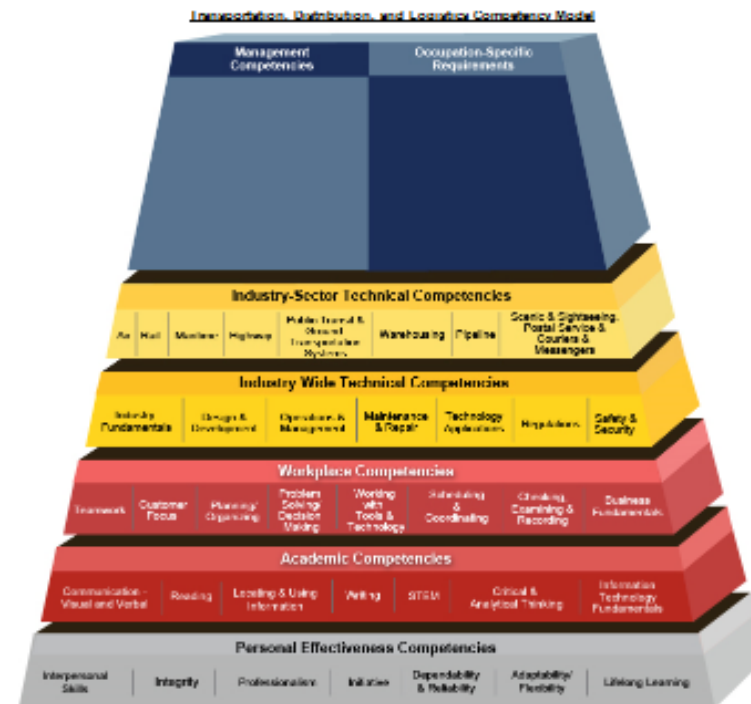 Transportation, Distribution, and Logistics Competency Model
Management
Competencies
Occupation-Specific
Requirements
Industry-Sector Technical Competencies
Air
Rail
Maritime
Highway
Public Transit &
Ground
Transportation
Systems
Warehousing
Pipeline
Scenic & Sightseeing,
Postal Service &
Couriers &
Messengers
Industry Wide Technical Competencies
Industry
Fundamentals
Design &
Development
Operations &
Management
Maintenance
& Repair
Technology
Applications
Regulations
Safety &
Security
Workplace Competencies
Teamwork
Customer
Focus
Planning/
Organizing
Problem
Solving/
Decision
Making
Working
with
Tools &
Technology
Scheduling
&
Coordinating
Checking,
Examining &
Recording
Business
Fundamentals
Academic Competencies
Communication -
Visual and Verbal
Reading
Locating & Using
Information
Writing
STEM
Critical &
Analytical Thinking
Information
Technology
Fundamentals
Personal Effectiveness Competencies
Interpersonal
Skills
Integrity
Professionalism
Initiative
Dependability
& Reliability
Adaptability/
Flexibility
Lifelong Learning